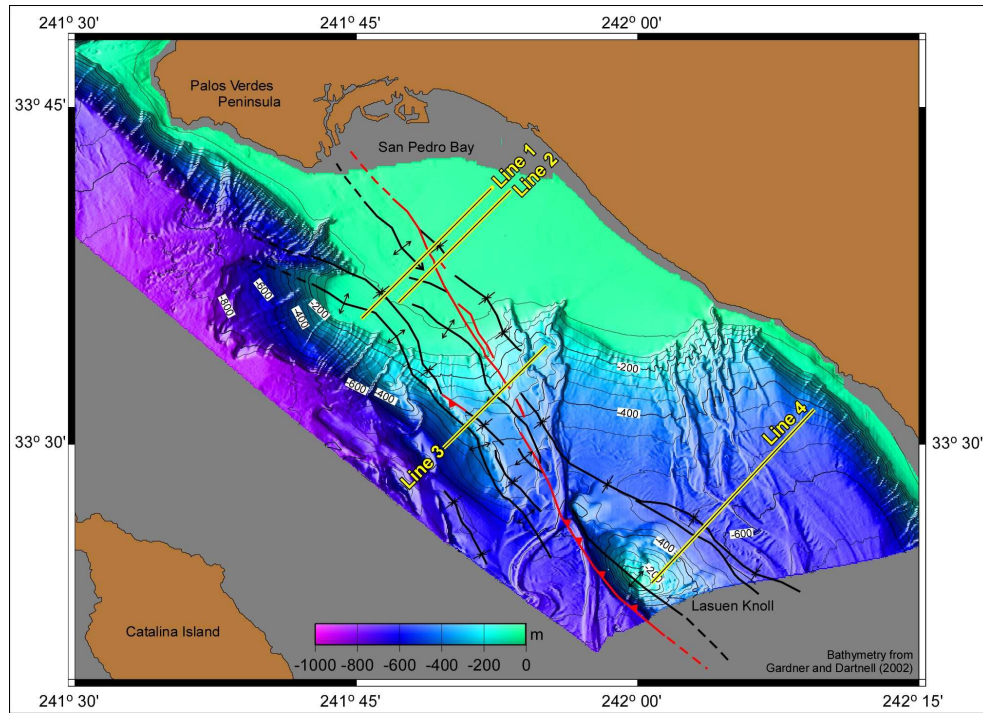 241° 30'
241° 45'
242° 00'
Palos Verdes
Peninsula
33° 45'
San Pedro Bay
Line 1
Line 2
-800
-600
-400
-200
-600
-400
-200
-400
33° 30'
33° 30'
Line 3
Line 4
-600
-400
-200
Lasuen Knoll
Catalina Island
m
-1000 -800 -600 -400 -200 0
Bathymetry from
Gardner and Dartnell (2002)
241° 30'
241° 45'
242° 00'
242° 15'